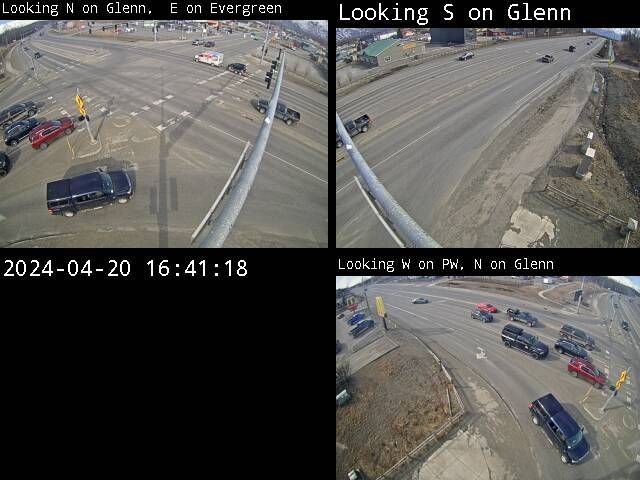 Looking N on Glenn, E on Evergreen
Looking S on Glenn
2024-04-20 16:41:18
Looking W on PW, N on Glenn